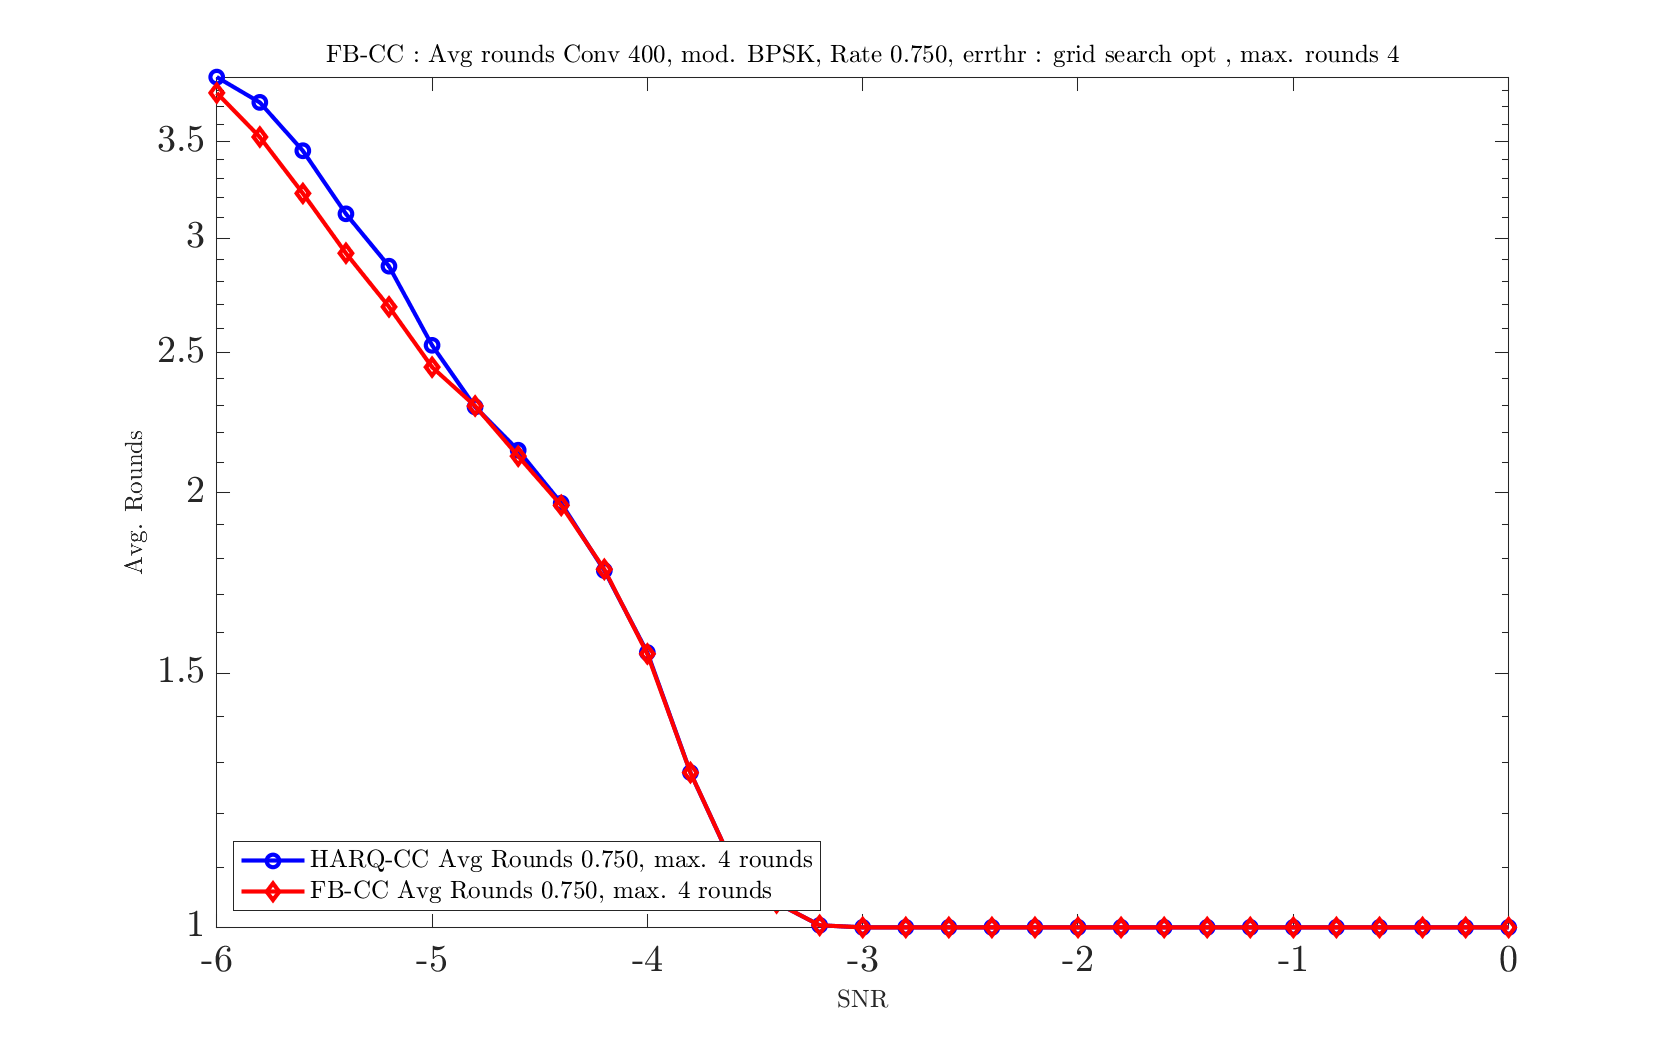 FB-CC : Avg rounds Conv 400, mod. BPSK, Rate 0.750, errthr : grid search opt , max. rounds 4
3.5
3
2.5
2
1.5
1
Avg. Rounds
HARQ-CC Avg Rounds 0.750, max. 4 rounds
FB-CC Avg Rounds 0.750, max. 4 rounds
-6 -5 -4 -3 -2 -1 0
SNR